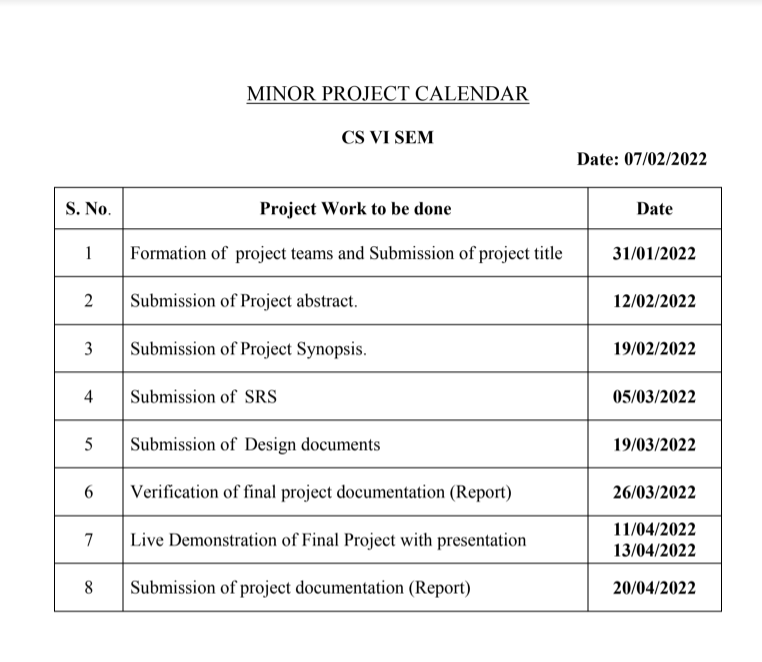 MINOR PROJECT CALENDAR
CS VI SEM
Date: 07/02/2022
S. No. Project Work to be done Date
1 Formation of project teams and Submission of project title 31/01/2022
2 Submission of Project abstract. 12/02/2022
3 Submission of Project Synopsis. 19/02/2022
4 Submission of SRS 05/03/2022
5 Submission of Design documents 19/03/2022
6 Verification of final project documentation (Report) 26/03/2022
7 Live Demonstration of Final Project with presentation 11/04/2022
13/04/2022
8 Submission of project documentation (Report) 20/04/2022